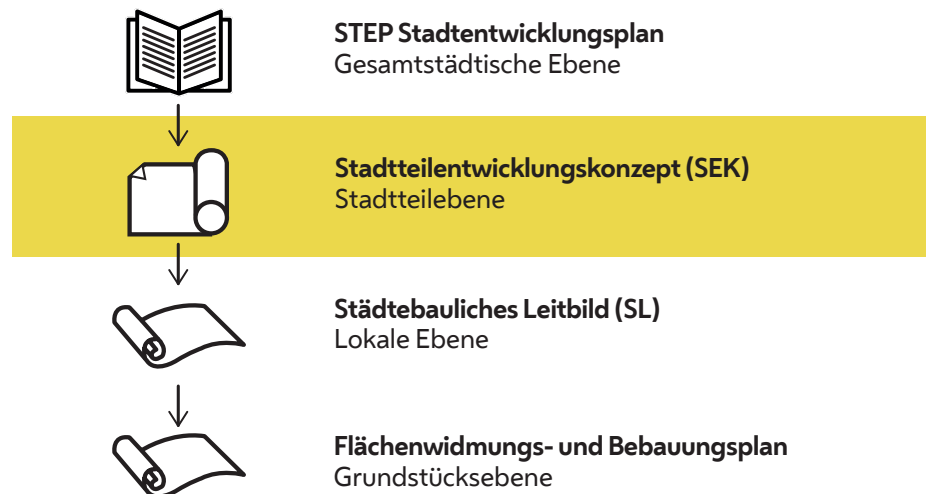 STEP Stadtentwicklungsplan
Gesamtstädtische Ebene
Stadtteilentwicklungskonzept (SEK)
Stadtteilebene
Städtebauliches Leitbild (SL)
Lokale Ebene
Flächenwidmungs- und Bebauungsplan
Grundstücksebene